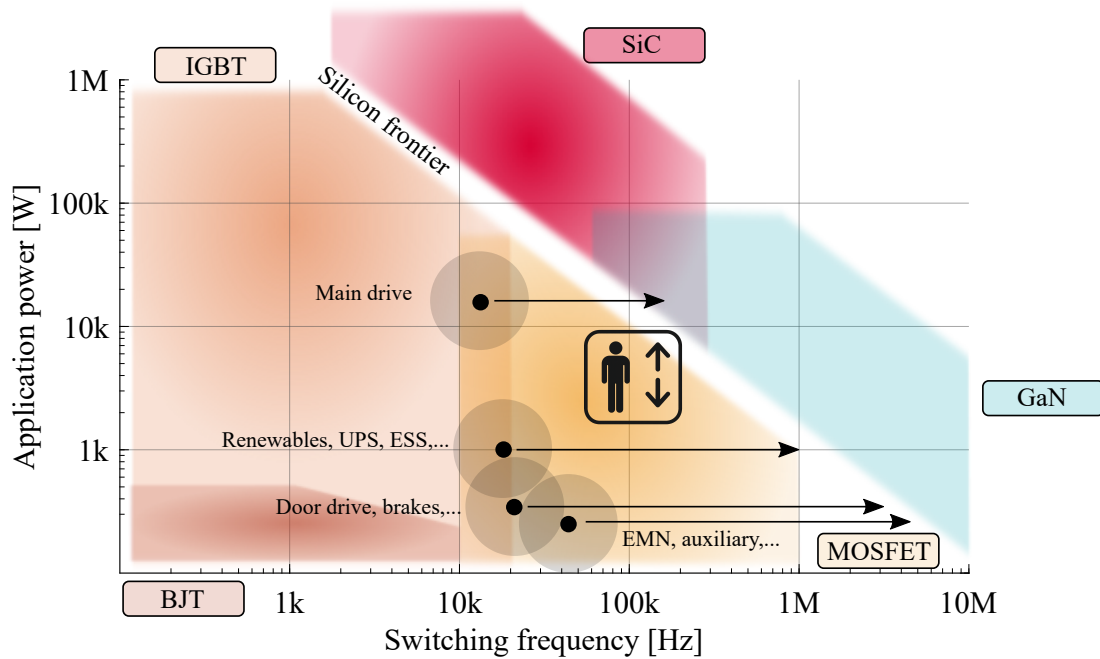 SiC
IGBT
1M
Silicon frontier
100k
Main drive
10k
GaN
Renewables, UPS, ESS,...
1k
Door drive, brakes,...
EMN, auxiliary,...
MOSFET
BJT
1k
10k
100k
1M
10M
Switching frequency [Hz]
Application power [W]